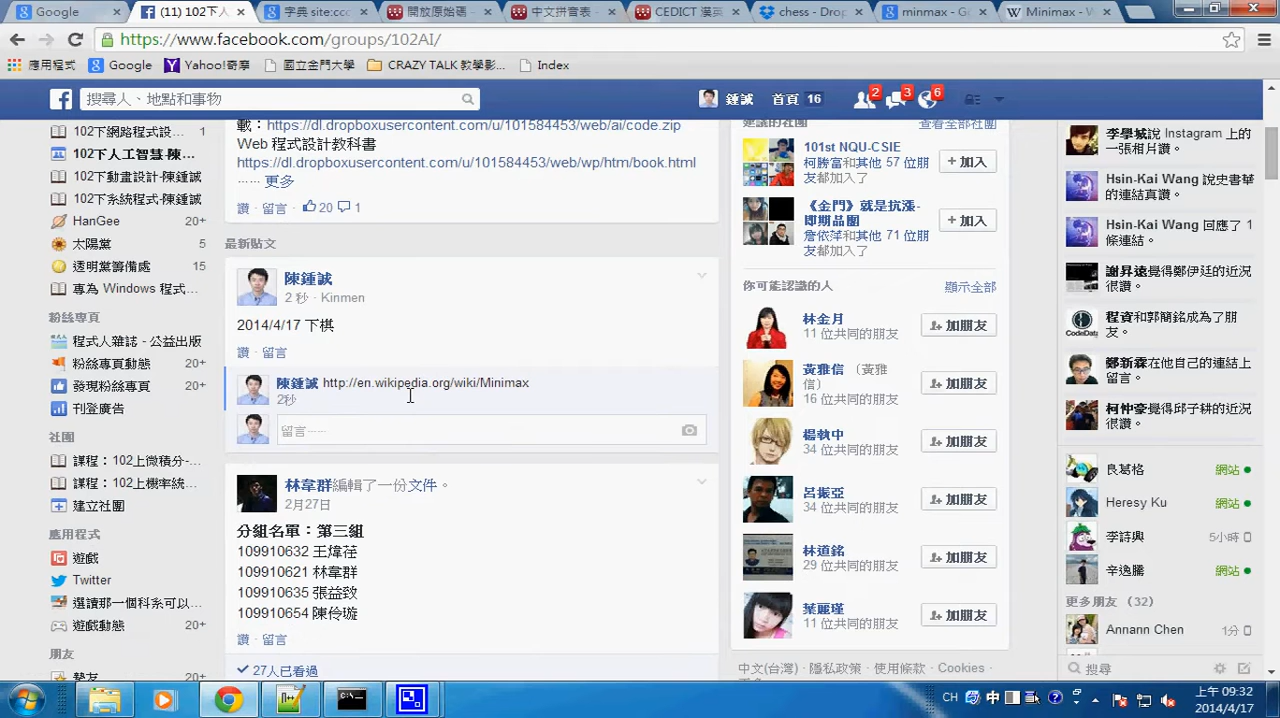 Google
(11) 102下人
字典 site:cc
開放原始碼 -
中文拼音表 -
CEDICT 漢英
chess - Drop
minmax - G
Minimax - W
https://www.facebook.com/groups/102AI/
應用程式
Google
Yahoo!奇摩
國立金門大學
CRAZY TALK 教學影...
Index
搜尋人、地點和事物
鍾誠
首頁 16
2
3
6
102下網路程式設... 1
102下人工智慧-陳...
102下動畫設計-陳鍾誠
102下系統程式-陳鍾誠
HanGee 20+
太陽黨 5
透明黨籌備處 15
專為 Windows 程式...
粉絲專頁
程式人雜誌 - 公益出版
粉絲專頁動態 20+
發現粉絲專頁 20+
刊登廣告
社團
課程：102上微積分-...
課程：102上機率統...
建立社團
應用程式
遊戲
Twitter
選讀那一個科系可以...
遊戲動態 20+
朋友
摯友 20+
載：https://dl.dropboxusercontent.com/u/101584453/web/ai/code.zip
Web 程式設計教科書
https://dl.dropboxusercontent.com/u/101584453/web/wp/htm/book.html
…… 更多
讚 · 留言 · 20 1
最新貼文
陳鍾誠
2 秒 · Kinmen
2014/4/17 下棋
讚 · 留言
陳鍾誠 http://en.wikipedia.org/wiki/Minimax
2秒
留言……
林韋群編輯了一份文件。
2月27日
分組名單：第三組
109910632 王煒荏
109910621 林韋群
109910635 張益致
109910654 陳伶璇
讚 · 留言
27人已看過
建議的社團 查看全部社團
101st NQU-CSIE
柯勝富和其他 57 位朋
友都加入了
+ 加入
《金門》就是抗漲-
即期品團
詹依萍和其他 71 位朋
友都加入了
+ 加入
你可能認識的人 顯示全部
林金月
11 位共同的朋友
加朋友
黃雅信 （黃雅
信）
16 位共同的朋友
加朋友
楊執中
34 位共同的朋友
加朋友
呂振亞
34 位共同的朋友
加朋友
林道銘
29 位共同的朋友
加朋友
葉麗瑾
11 位共同的朋友
加朋友
中文(台灣) · 隱私政策 · 使用條款 · Cookies ·
李學斌說 Instagram 上的
一張相片讚。
Hsin-Kai Wang 說史書華
的連結真讚。
Hsin-Kai Wang 回應了 1
條連結。
謝昇遠覺得鄭伊廷的近況
很讚。
程資和郭簡銘成為了朋
友。
鄭新霖在他自己的連結上
留言。
柯仲豪覺得邱子耕的近況
很讚。
良葛格 網站
Heresy Ku 網站
李詩興 5小時
辛逸騰 網站
更多朋友 （32）
Annann Chen 1分
搜尋
CH
中
上午 09:32
2014/4/17